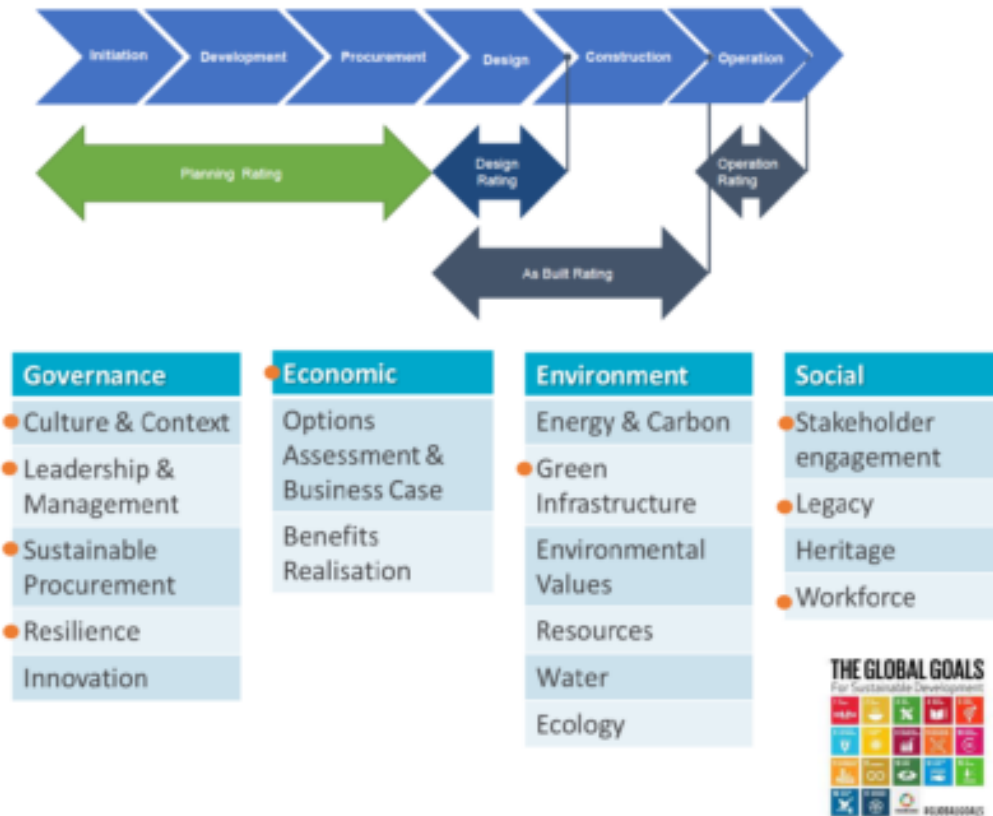 Initiation
Development
Procurement
Design
Construction
Operation
Planning Rating
Design
Rating
Operation
Rating
As Built Rating
Governance
Culture & Context
Leadership &
Management
Sustainable
Procurement
Resilience
Innovation
Economic
Options
Assessment &
Business Case
Benefits
Realisation
Environment
Energy & Carbon
Green
Infrastructure
Environmental
Values
Resources
Water
Ecology
Social
Stakeholder
engagement
Legacy
Heritage
Workforce
THE GLOBAL GOALS
For Sustainable Development
#GLOBALGOALS